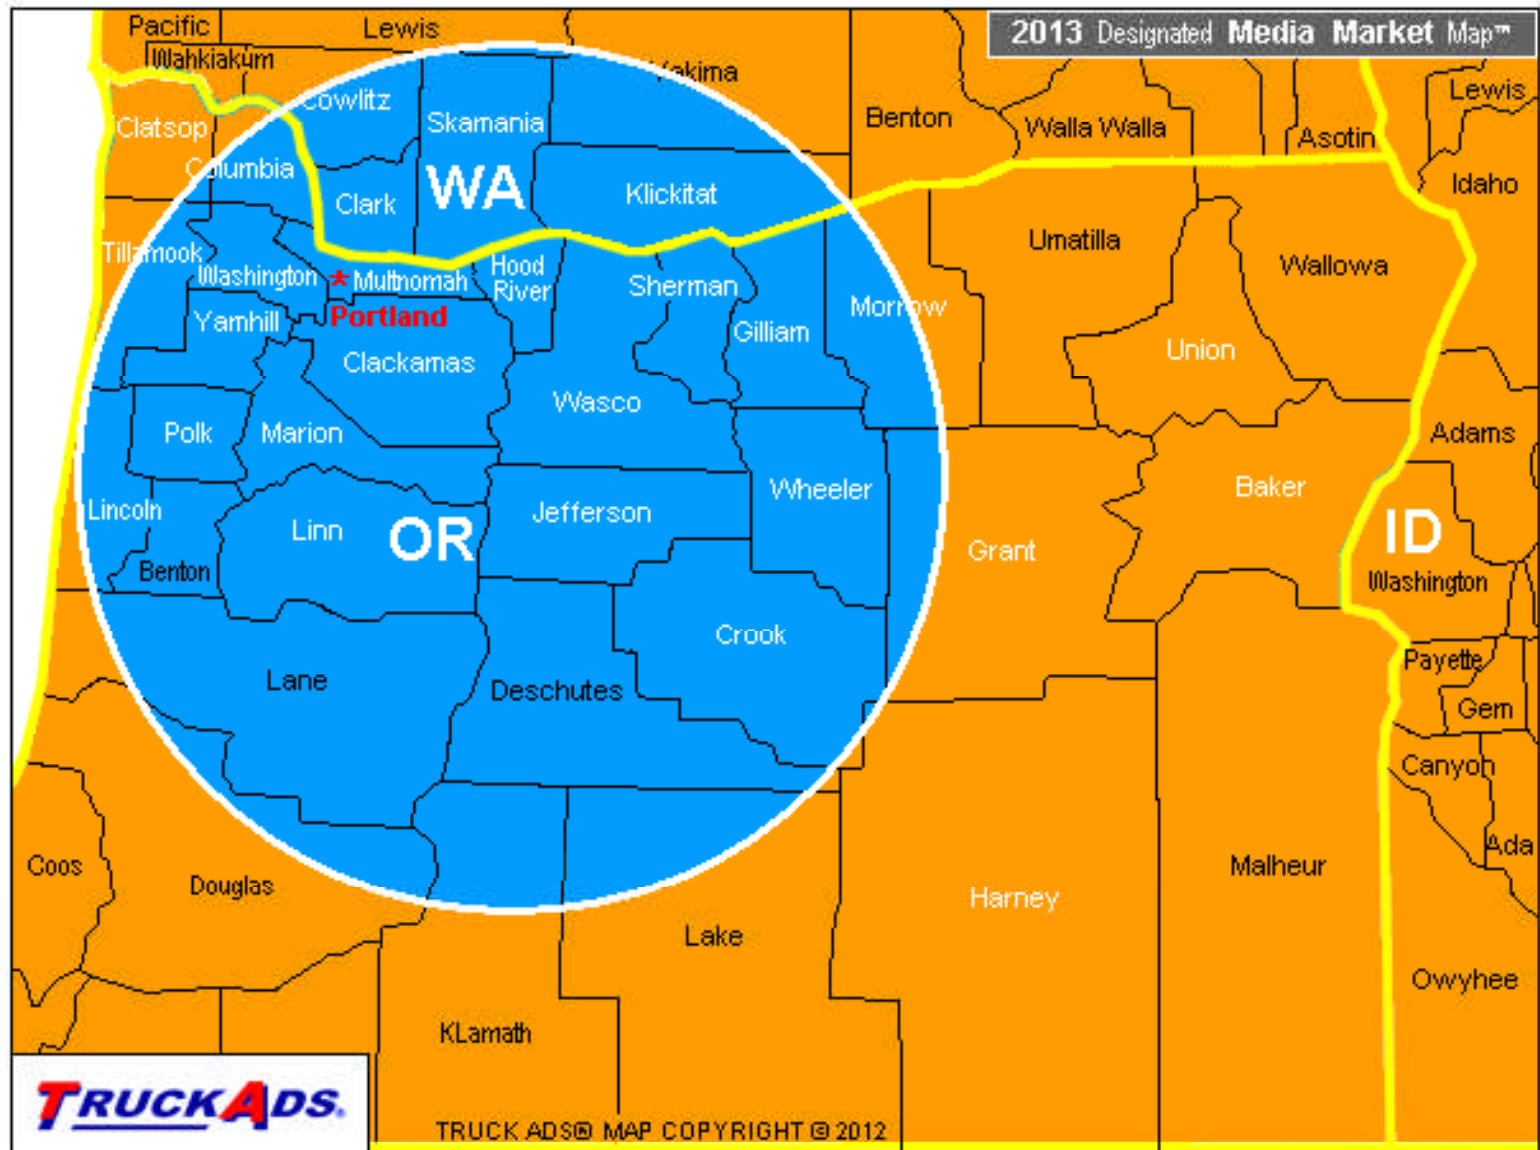 Pacific
Lewis
2013 Designated Media Market Map™
Wahkiakum
Yakima
Cowlitz
Lewis
Clatsop
Skamania
Benton
Walla Walla
Asotin
Columbia
WA
Clark
Klickitat
Idaho
Tillamook
Washington
* Multnomah
Hood
River
Sherman
Umatilla
Wallowa
Portland
Yamhill
Gilliam
Morrow
Union
Clackamas
Wasco
Polk
Marion
Adams
Lincoln
Linn
OR
Jefferson
Wheeler
Baker
ID
Benton
Grant
Washington
Crook
Lane
Deschutes
Payette
Gem
Canyon
Coos
Douglas
Malheur
Ada
Harney
Lake
Owyhee
KLamath
TRUCKADS.
TRUCK ADS® MAP COPYRIGHT © 2012